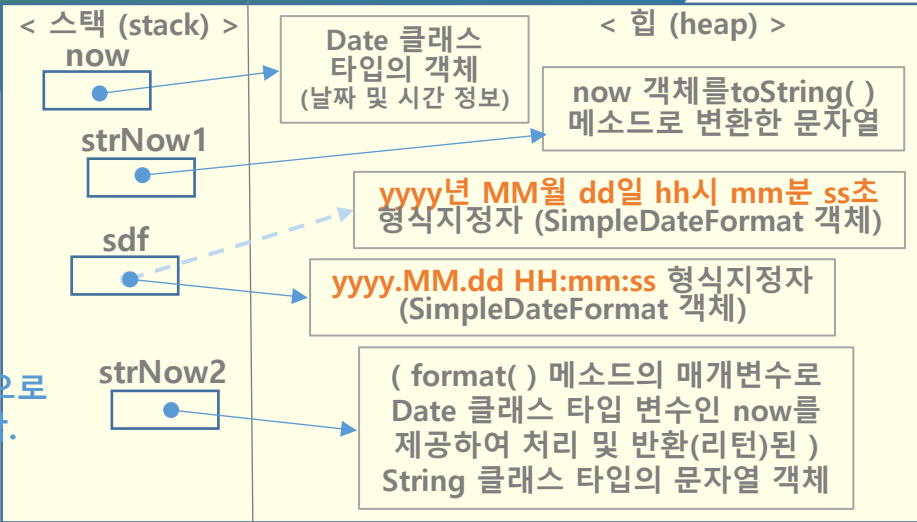 < 스택 (stack) >
< 힙 (heap) >
now
Date 클래스
타입의 객체
(날짜 및 시간 정보)
now 객체를toString( )
메소드로 변환한 문자열
strNow1
yyyy년 MM월 dd일 hh시 mm분 ss초
형식지정자 (SimpleDateFormat 객체)
sdf
yyyy.MM.dd HH:mm:ss 형식지정자
(SimpleDateFormat 객체)
strNow2
( format( ) 메소드의 매개변수로
Date 클래스 타입 변수인 now를
제공하여 처리 및 반환(리턴)된 )
String 클래스 타입의 문자열 객체
로